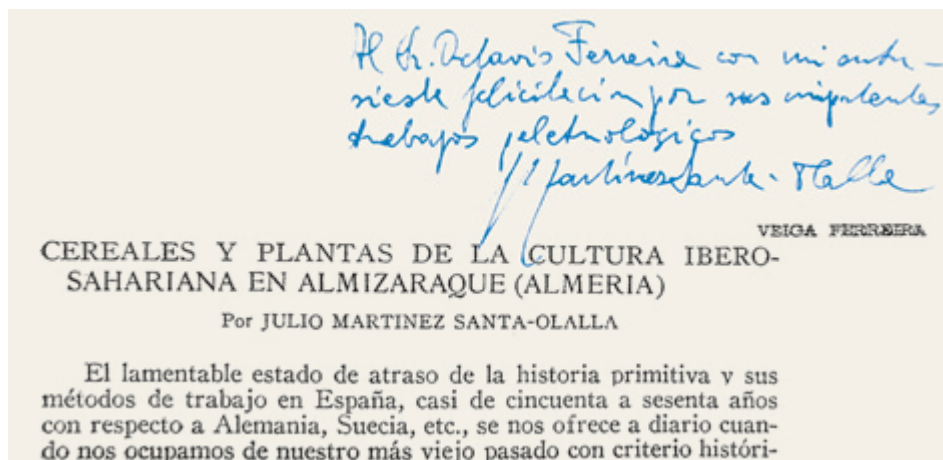 Al Sr. Octavio Ferreira con mi entu-
siasta felicitación por sus importantes
trabajos paletnológicos
J Martínez Santa-Olalla
VEIGA FERREIRA
CEREALES Y PLANTAS DE LA CULTURA IBERO-
SAHARIANA EN ALMIZARAQUE (ALMERIA)
Por JULIO MARTINEZ SANTA-OLALLA
El lamentable estado de atraso de la historia primitiva y sus
métodos de trabajo en España, casi de cincuenta a sesenta años
con respecto a Alemania, Suecia, etc., se nos ofrece a diario cuan-
do nos ocupamos de nuestro más viejo pasado con criterio históri-